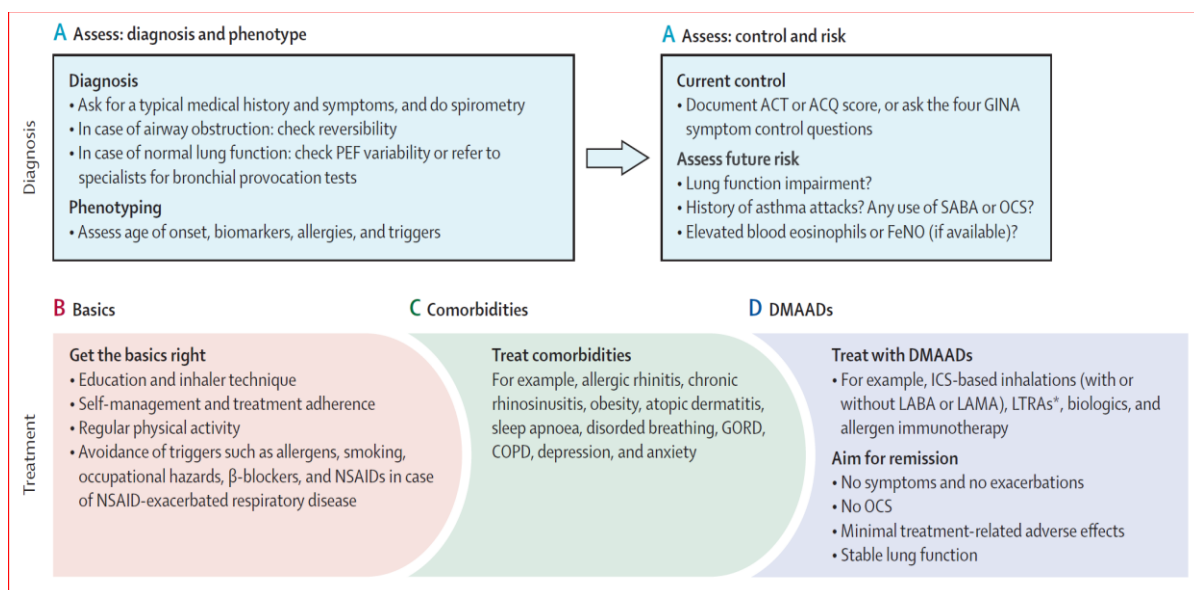 A Assess: diagnosis and phenotype
Diagnosis
• Ask for a typical medical history and symptoms, and do spirometry
• In case of airway obstruction: check reversibility
• In case of normal lung function: check PEF variability or refer to
specialists for bronchial provocation tests
Phenotyping
• Assess age of onset, biomarkers, allergies, and triggers
A Assess: control and risk
Current control
• Document ACT or ACQ score, or ask the four GINA
symptom control questions
Assess future risk
• Lung function impairment?
• History of asthma attacks? Any use of SABA or OCS?
• Elevated blood eosinophils or FeNO (if available)?
Diagnosis
B Basics
Get the basics right
• Education and inhaler technique
• Self-management and treatment adherence
• Regular physical activity
• Avoidance of triggers such as allergens, smoking,
occupational hazards, β-blockers, and NSAIDs in case
of NSAID-exacerbated respiratory disease
C Comorbidities
Treat comorbidities
For example, allergic rhinitis, chronic
rhinosinusitis, obesity, atopic dermatitis,
sleep apnoea, disordered breathing, GORD,
COPD, depression, and anxiety
D DMAADs
Treat with DMAADs
• For example, ICS-based inhalations (with or
without LABA or LAMA), LTRAs*, biologics, and
allergen immunotherapy
Aim for remission
• No symptoms and no exacerbations
• No OCS
• Minimal treatment-related adverse effects
• Stable lung function
Treatment